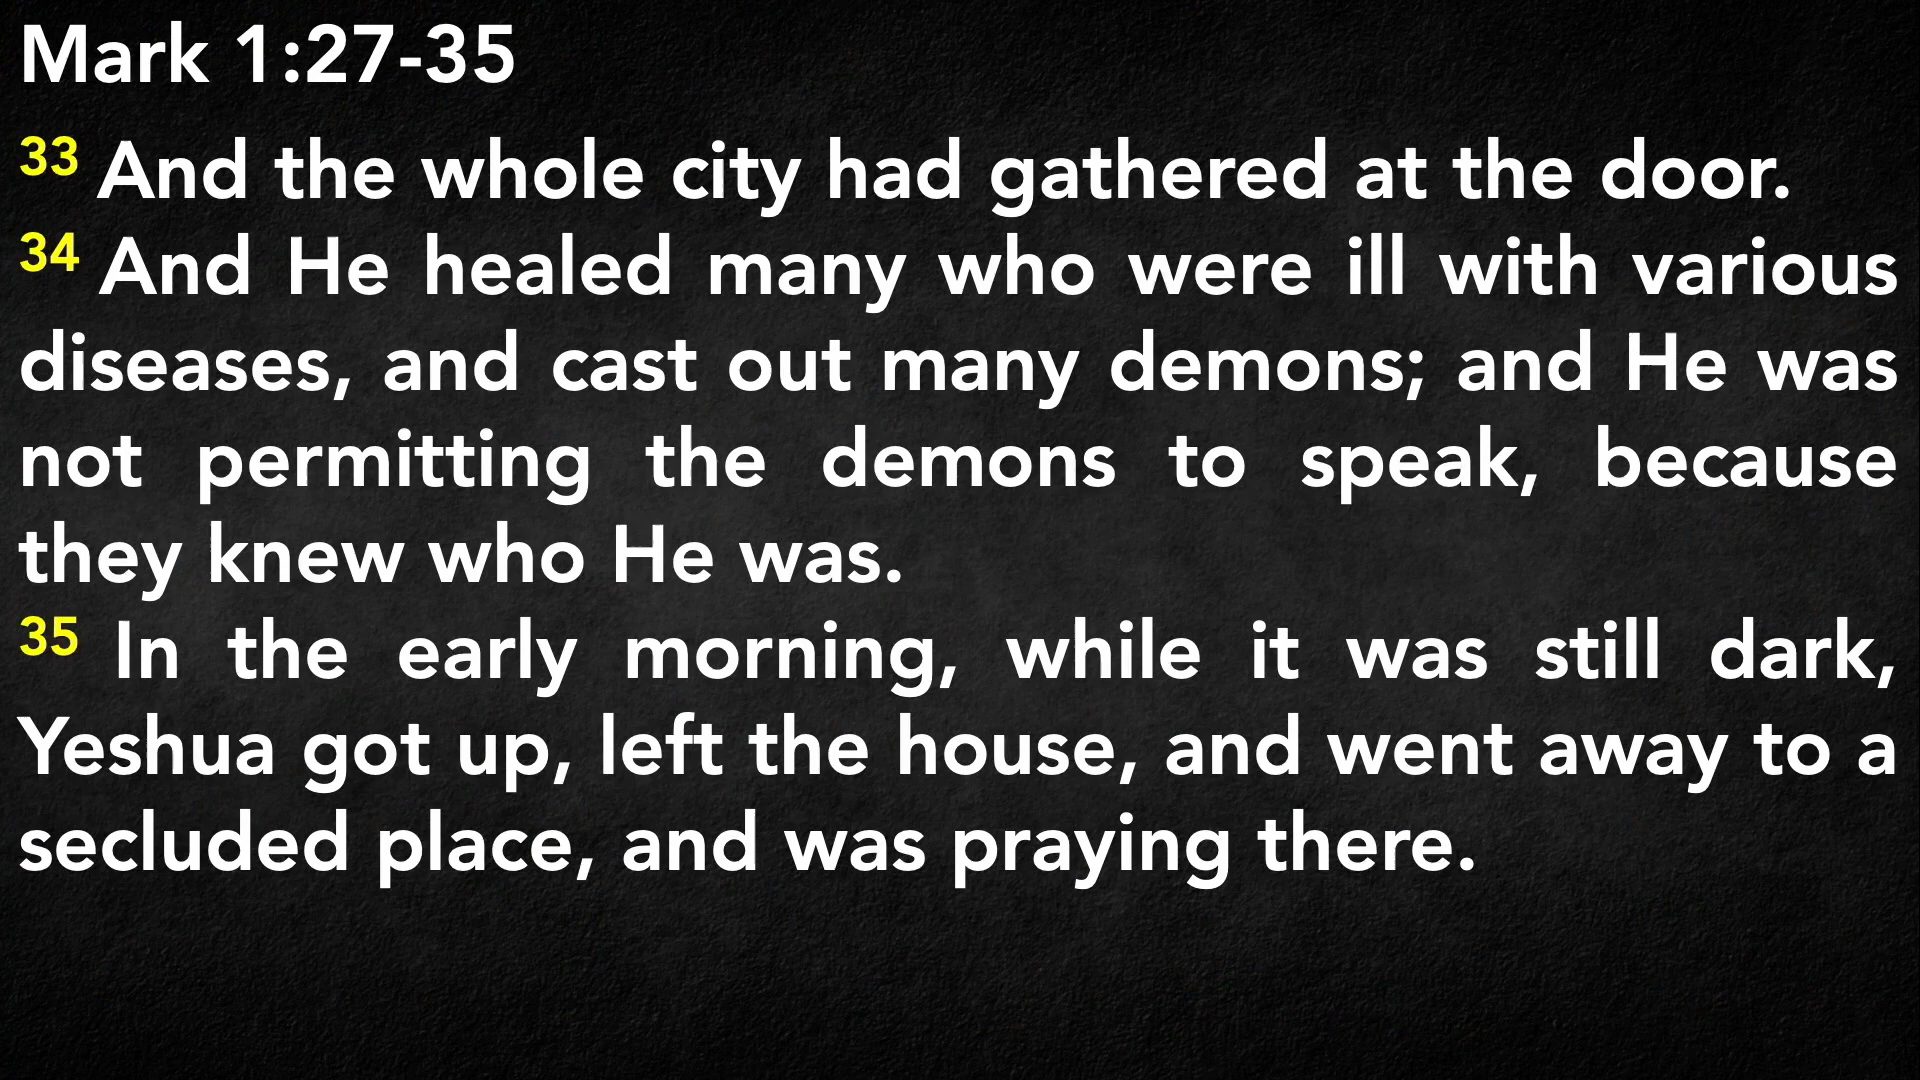 Mark 1:27-35
33 And the whole city had gathered at the door.
34 And He healed many who were ill with various
diseases, and cast out many demons; and He was
not permitting the demons to speak, because
they knew who He was.
35 In the early morning, while it was still dark,
Yeshua got up, left the house, and went away to a
secluded place, and was praying there.